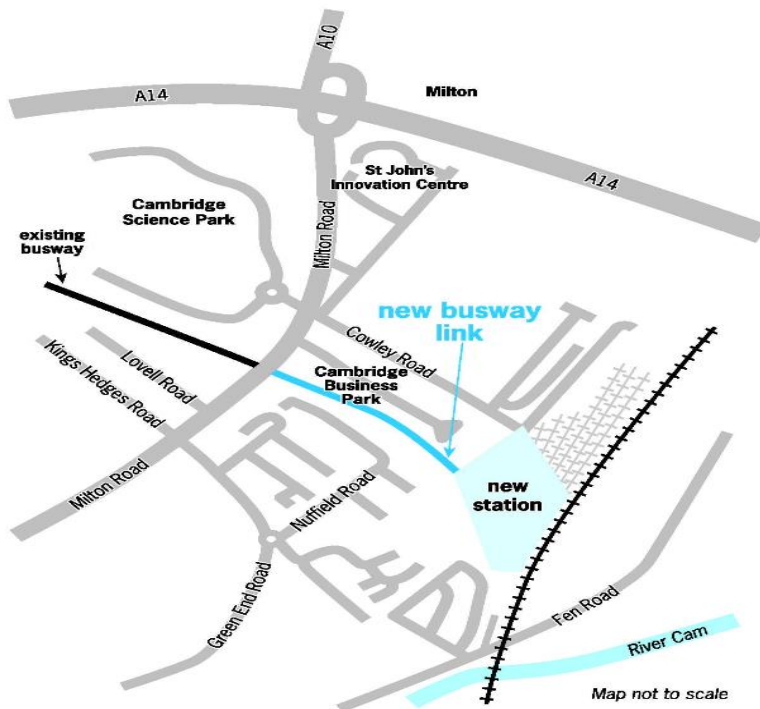 A10
A14
Milton
St John's
Innovation Centre
A14
Cambridge
Science Park
Milton Road
existing
busway
new busway
link
Cowley Road
Lovell Road
Kings Hedges Road
Cambridge
Business
Park
Milton Road
Nuffield Road
new
station
Green End Road
Fen Road
River Cam
Map not to scale